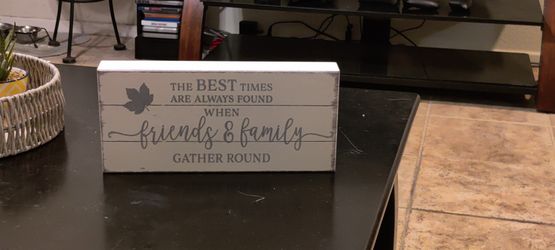 THE BEST TIMES
ARE ALWAYS FOUND
WHEN
friends & family
GATHER ROUND